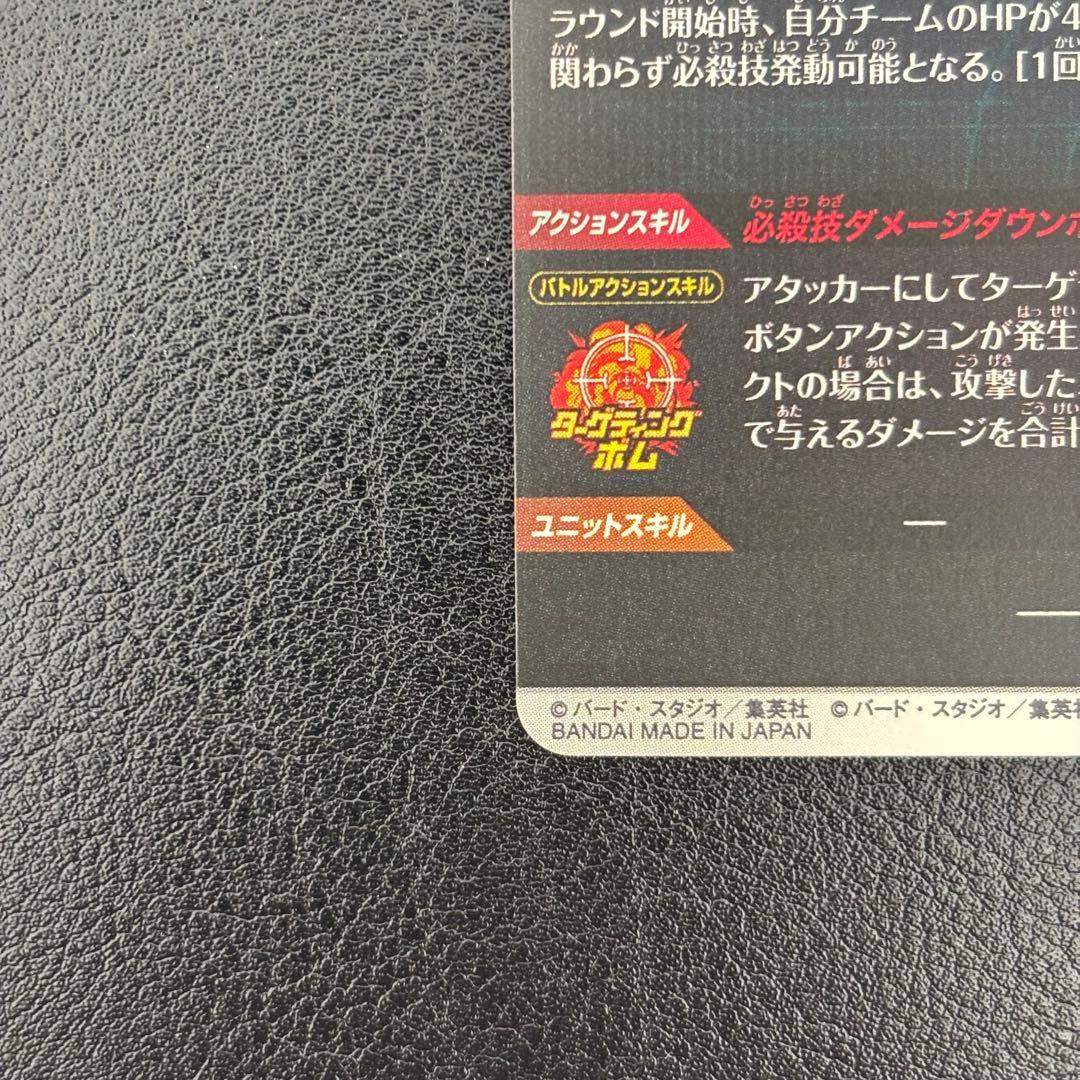 ラウンド開始時、自分チームのHPが4
関わらず必殺技発動可能となる。[1回
アクションスキル
必殺技ダメージダウン
バトルアクションスキル
アタッカーにしてターゲ
ボタンアクションが発生
クトの場合は、攻撃した
で与えるダメージを合計
ターゲティング
ボム
ユニットスキル
ー
©バード・スタジオ／集英社 ©バード・スタジオ／集英社
BANDAI MADE IN JAPAN